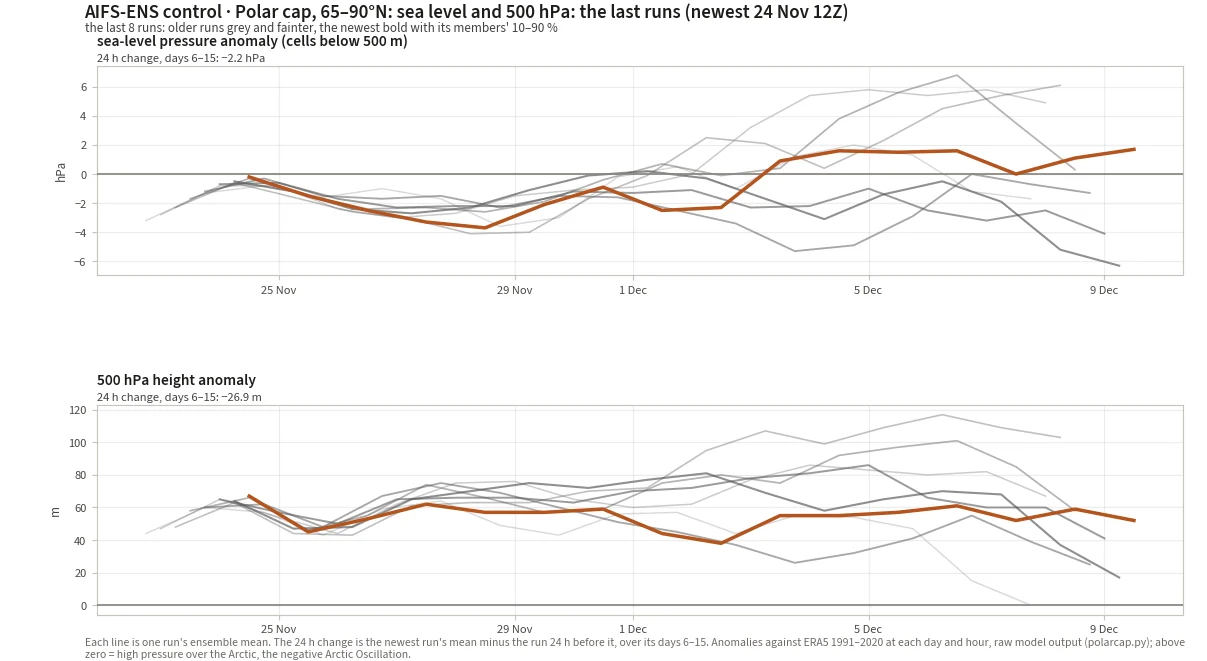 AIFS-ENS control · Polar cap, 65–90°N: sea level and 500 hPa: the last runs (newest 24 Nov 12Z)
the last 8 runs: older runs grey and fainter, the newest bold with its members' 10–90 %
sea-level pressure anomaly (cells below 500 m)
24 h change, days 6–15: −2.2 hPa
6
4
2
0
−2
−4
−6
hPa
25 Nov
29 Nov
1 Dec
5 Dec
9 Dec
500 hPa height anomaly
24 h change, days 6–15: −26.9 m
120
100
80
60
40
20
0
m
25 Nov
29 Nov
1 Dec
5 Dec
9 Dec
Each line is one run's ensemble mean. The 24 h change is the newest run's mean minus the run 24 h before it, over its days 6–15. Anomalies against ERA5 1991–2020 at each day and hour, raw model output (polarcap.py); above
zero = high pressure over the Arctic, the negative Arctic Oscillation.